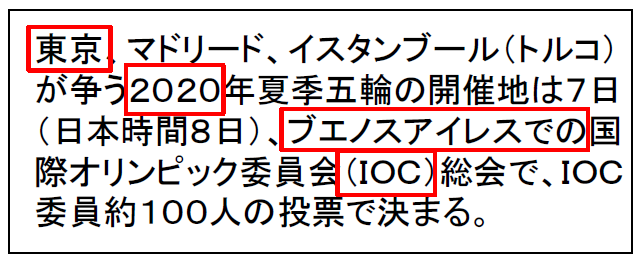 東京、マドリード、イスタンブール（トルコ）
が争う２０２０年夏季五輪の開催地は７日
（日本時間８日）、ブエノスアイレスでの国
際オリンピック委員会（ＩＯＣ）総会で、ＩＯＣ
委員約１００人の投票で決まる。